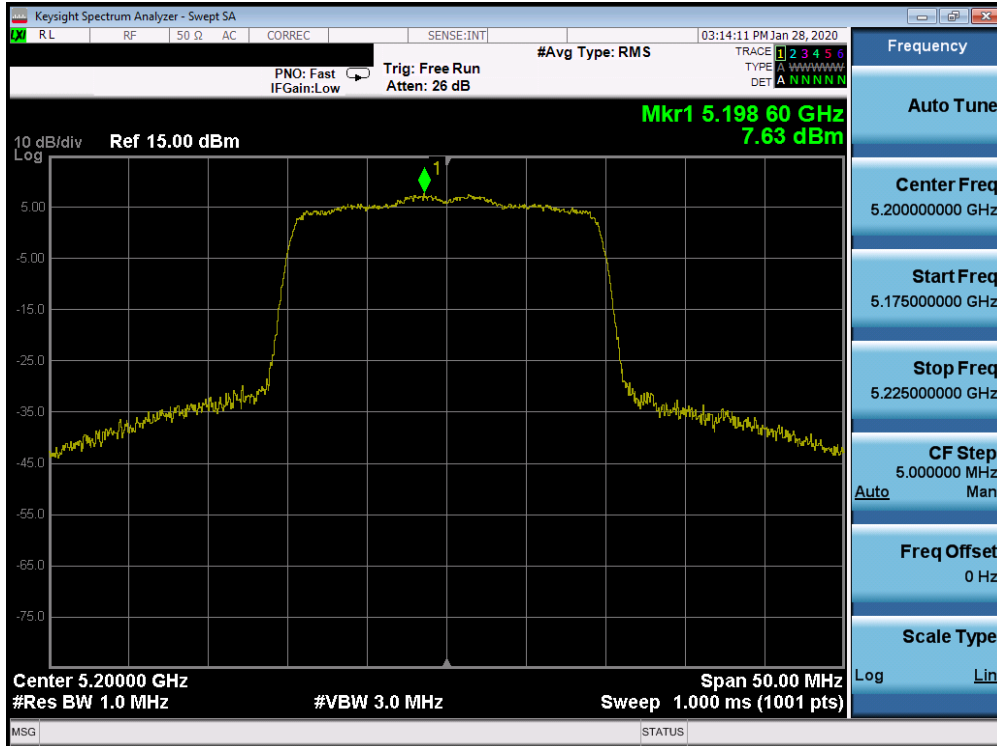 Keysight Spectrum Analyzer - Swept SA
LXI RL RF 50 Ω AC CORREC SENSE:INT 03:14:11 PM Jan 28, 2020
#Avg Type: RMS TRACE 1 2 3 4 5 6
PNO: Fast Trig: Free Run TYPE A WWWWW
IFGain:Low Atten: 26 dB DET A N N N N N
Mkr1 5.198 60 GHz
7.63 dBm
10 dB/div Ref 15.00 dBm
Log
1
5.00
-5.00
-15.0
-25.0
-35.0
-45.0
-55.0
-65.0
-75.0
Center 5.20000 GHz Span 50.00 MHz
#Res BW 1.0 MHz #VBW 3.0 MHz Sweep 1.000 ms (1001 pts)
MSG STATUS
Frequency
Auto Tune
Center Freq
5.200000000 GHz
Start Freq
5.175000000 GHz
Stop Freq
5.225000000 GHz
CF Step
5.000000 MHz
Auto Man
Freq Offset
0 Hz
Scale Type
Log Lin